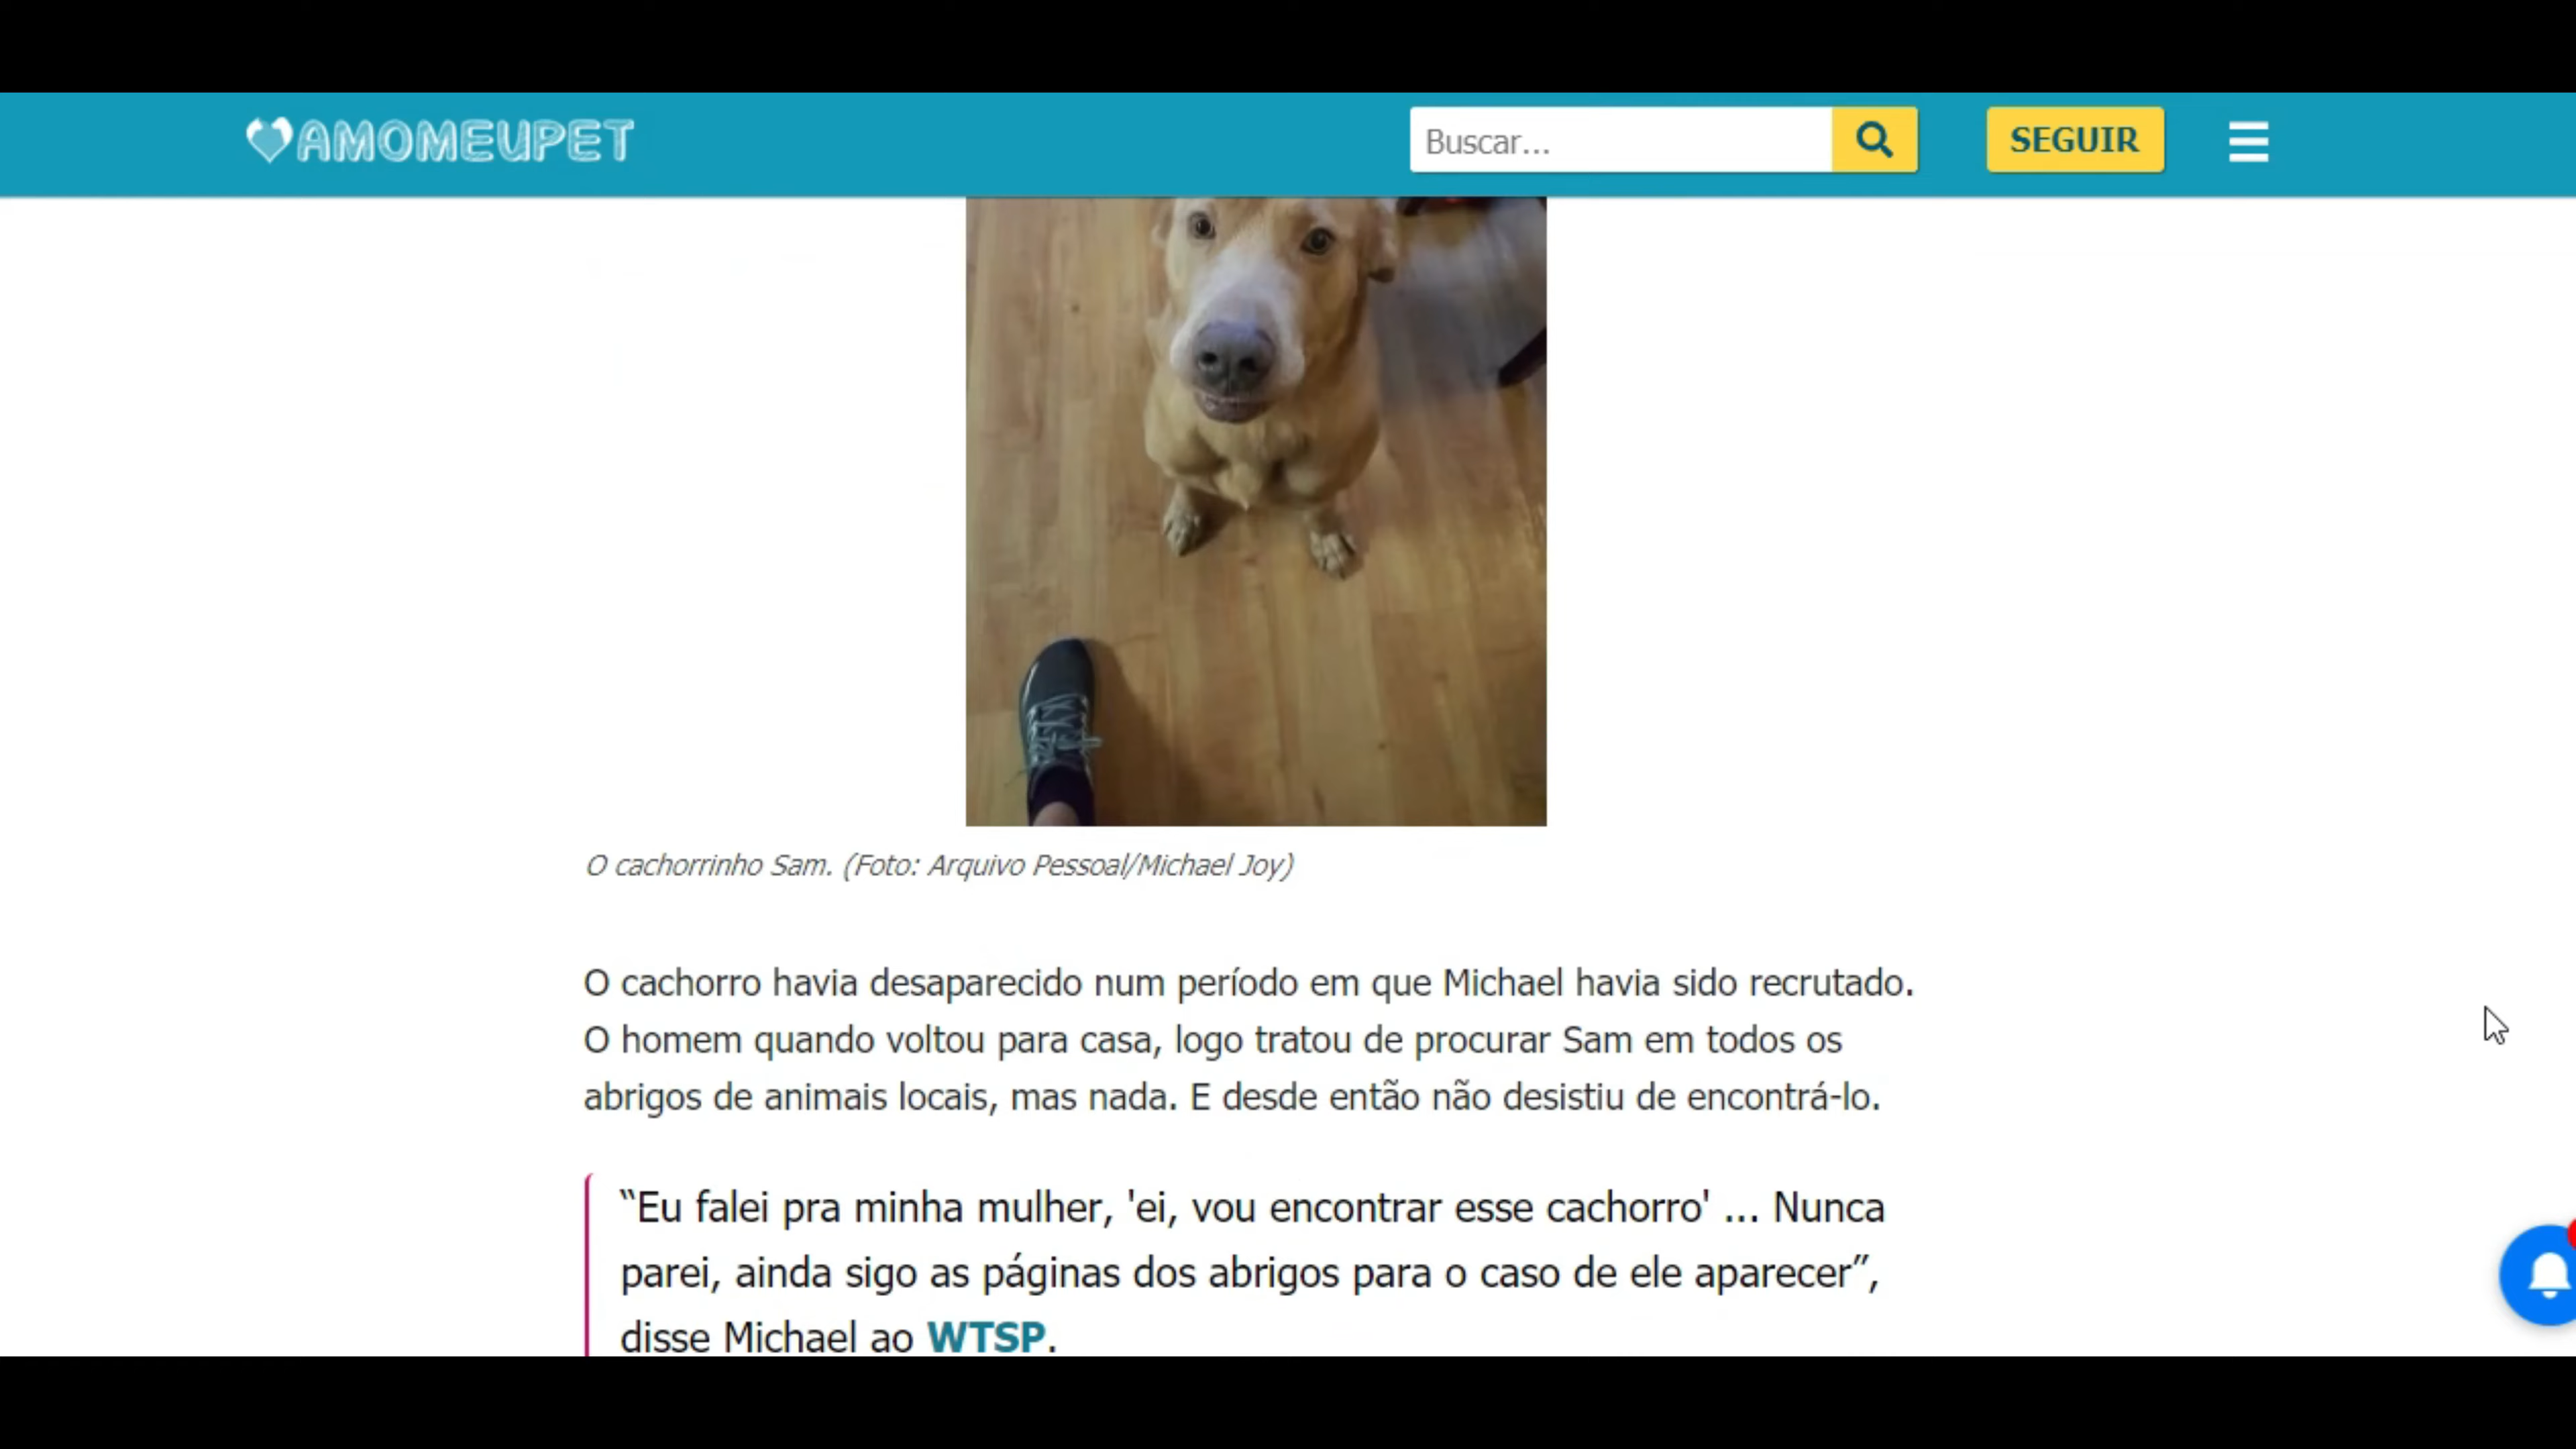 AMOMEUPET
Buscar...
SEGUIR
O cachorrinho Sam. (Foto: Arquivo Pessoal/Michael Joy)
O cachorro havia desaparecido num período em que Michael havia sido recrutado.
O homem quando voltou para casa, logo tratou de procurar Sam em todos os
abrigos de animais locais, mas nada. E desde então não desistiu de encontrá-lo.
“Eu falei pra minha mulher, 'ei, vou encontrar esse cachorro' ... Nunca
parei, ainda sigo as páginas dos abrigos para o caso de ele aparecer”,
disse Michael ao WTSP.